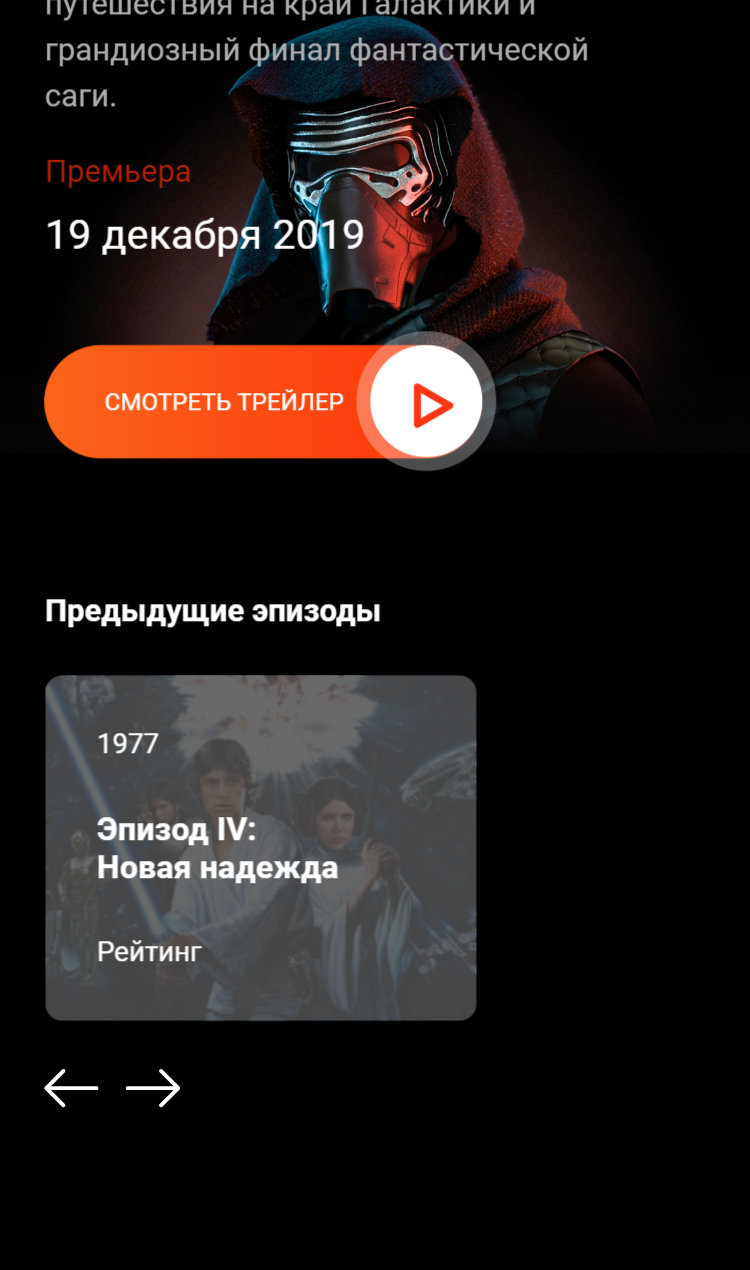 путешествия на край Галактики и
грандиозный финал фантастической
саги.
Премьера
19 декабря 2019
СМОТРЕТЬ ТРЕЙЛЕР
Предыдущие эпизоды
1977
Эпизод IV:
Новая надежда
Рейтинг